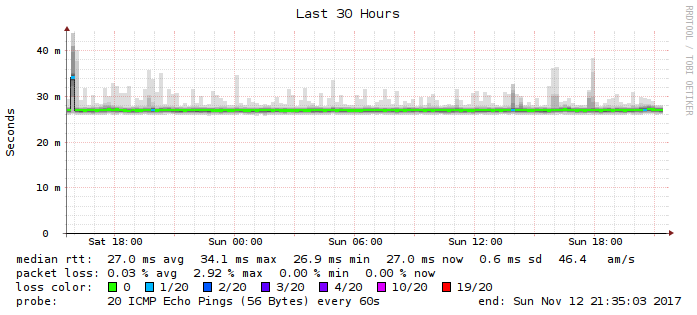 Last 30 Hours
RRDTOOL / TOBI OETIKER
Seconds
40 m
30 m
20 m
10 m
0
Sat 18:00 Sun 00:00 Sun 06:00 Sun 12:00 Sun 18:00
median rtt: 27.0 ms avg 34.1 ms max 26.9 ms min 27.0 ms now 0.6 ms sd 46.4 am/s
packet loss: 0.03 % avg 2.92 % max 0.00 % min 0.00 % now
loss color: 0 1/20 2/20 3/20 4/20 10/20 19/20
probe: 20 ICMP Echo Pings (56 Bytes) every 60s end: Sun Nov 12 21:35:03 2017